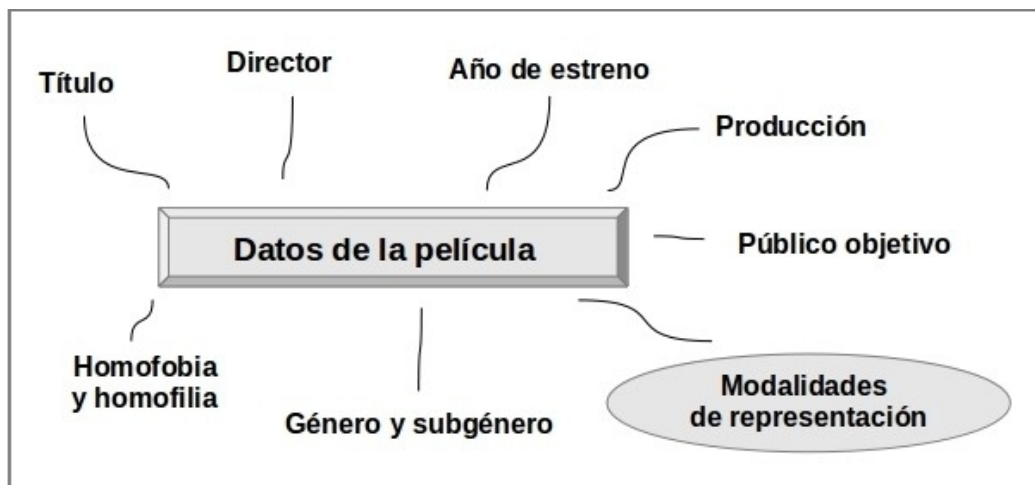 Título
Director
Año de estreno
Producción
Datos de la película
Público objetivo
Homofobia
y homofilia
Género y subgénero
Modalidades
de representación